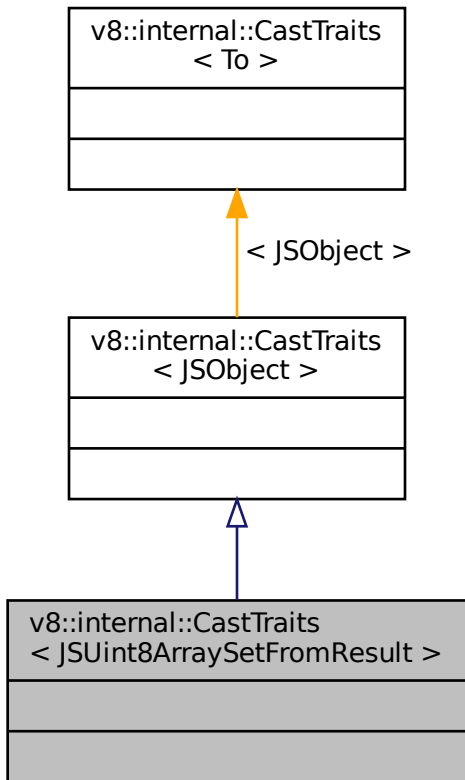 v8::internal::CastTraits
< To >
< JSObject >
v8::internal::CastTraits
< JSObject >
v8::internal::CastTraits
< JSUint8ArraySetFromResult >